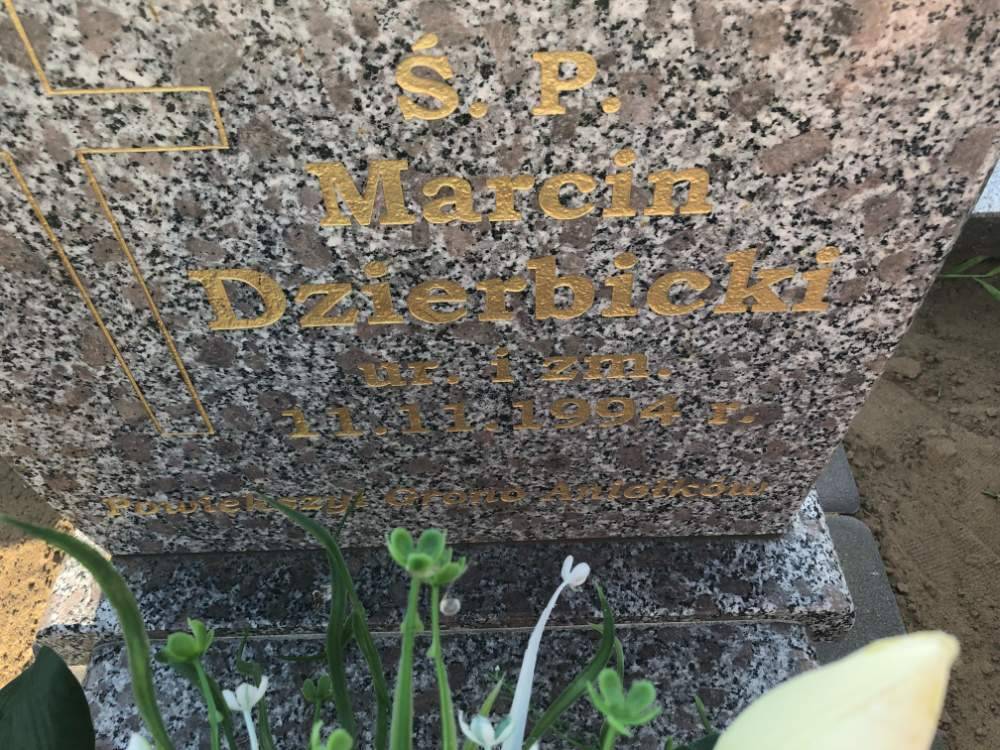 Ś. P.
Marcin
Dzierbicki
ur. i zm.
11.11.1994 r.
Powiększył Grono Aniołków